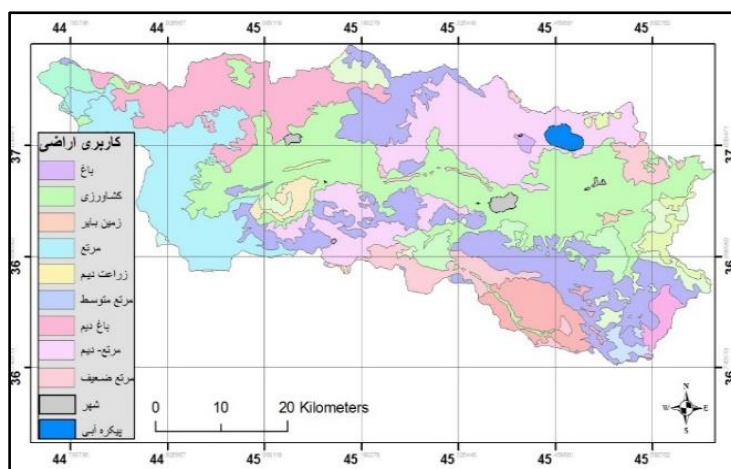 44 44 45 45 45 45 45
37
36
36
37
36
36
کاربری اراضی
باغ
کشاورزی
زمین بایر
مرتع
زراعت دیم
مرتع متوسط
باغ دیم
مرتع- دیم
مرتع ضعیف
شهر
پیکره آبی
0 10 20 Kilometers
N
W E
S
44 44 45 45 45 45 45